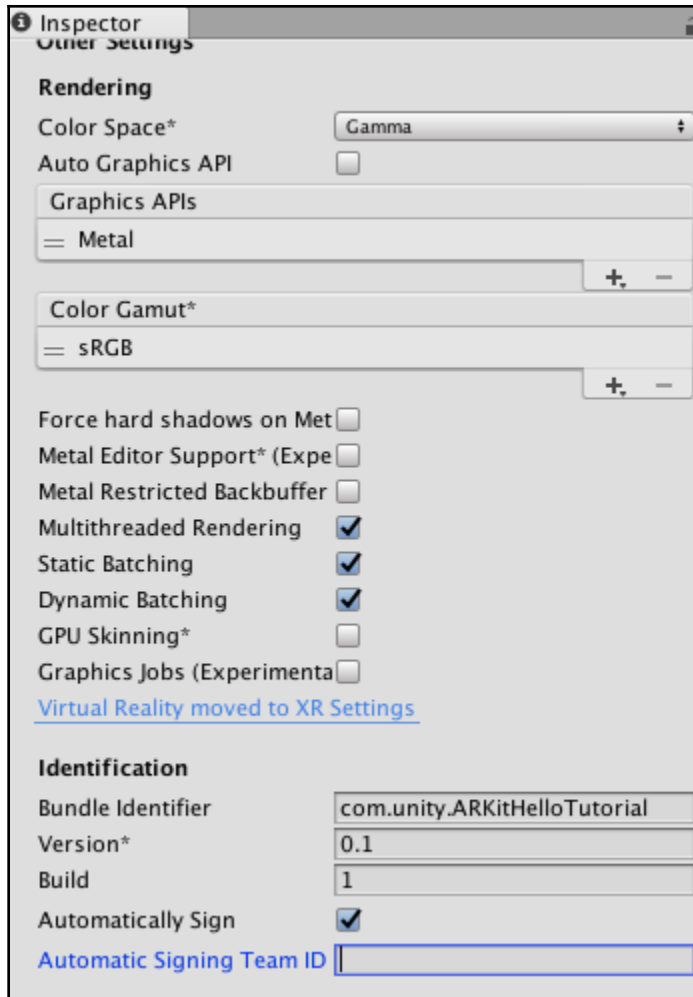 Inspector
Other Settings
Rendering
Color Space* Gamma
Auto Graphics API
Graphics APIs
= Metal
Color Gamut*
= sRGB
Force hard shadows on Met
Metal Editor Support* (Expe
Metal Restricted Backbuffer
Multithreaded Rendering
Static Batching
Dynamic Batching
GPU Skinning*
Graphics Jobs (Experimenta
Virtual Reality moved to XR Settings
Identification
Bundle Identifier com.unity.ARKitHelloTutorial
Version* 0.1
Build 1
Automatically Sign
Automatic Signing Team ID